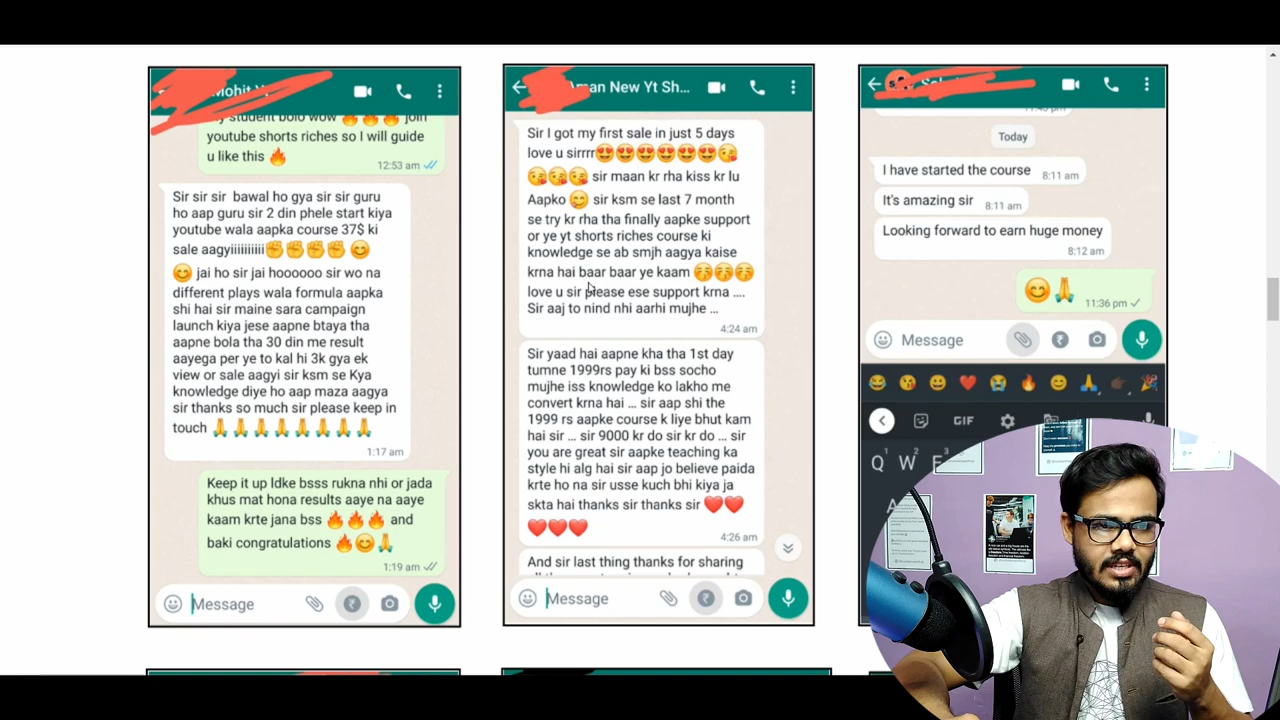 Mohit Y
my student bolo wow 🔥🔥🔥 join
youtube shorts riches so I will guide
u like this 🔥
12:53 am
Sir sir sir bawal ho gya sir sir guru
ho aap guru sir 2 din phele start kiya
youtube wala aapka course 37$ ki
sale aagyiiiiiiiiii✊✊✊✊ 😊
😊 jai ho sir jai hoooooo sir wo na
different plays wala formula aapka
shi hai sir maine sara campaign
launch kiya jese aapne btaya tha
aapne bola tha 30 din me result
aayega per ye to kal hi 3k gya ek
view or sale aagyi sir ksm se Kya
knowledge diye ho aap maza aagya
sir thanks so much sir please keep in
touch 🙏🙏🙏🙏🙏🙏🙏🙏
1:17 am
Keep it up ldke bsss rukna nhi or jada
khus mat hona results aaye na aaye
kaam krte jana bss 🔥🔥🔥 and
baki congratulations 🔥😊🙏
1:19 am
Message
Aman New Yt Sh...
Sir I got my first sale in just 5 days
love u sirrrr😍😍😍😍😍😍😘
😘😘😘 sir maan kr rha kiss kr lu
Aapko 😋 sir ksm se last 7 month
se try kr rha tha finally aapke support
or ye yt shorts riches course ki
knowledge se ab smjh aagya kaise
krna hai baar baar ye kaam 😚😚😚
love u sir please ese support krna ....
Sir aaj to nind nhi aarhi mujhe ...
4:24 am
Sir yaad hai aapne kha tha 1st day
tumne 1999rs pay ki bss socho
mujhe iss knowledge ko lakho me
convert krna hai ... sir aap shi the
1999 rs aapke course k liye bhut kam
hai sir ... sir 9000 kr do sir kr do ... sir
you are great sir aapke teaching ka
style hi alg hai sir aap jo believe paida
krte ho na sir usse kuch bhi kiya ja
skta hai thanks sir thanks sir ❤️❤️
❤️❤️❤️
4:26 am
And sir last thing thanks for sharing
Message
Today
I have started the course
8:11 am
It's amazing sir
8:11 am
Looking forward to earn huge money
8:12 am
😊🙏
11:36 pm
Message
GIF
Q W E